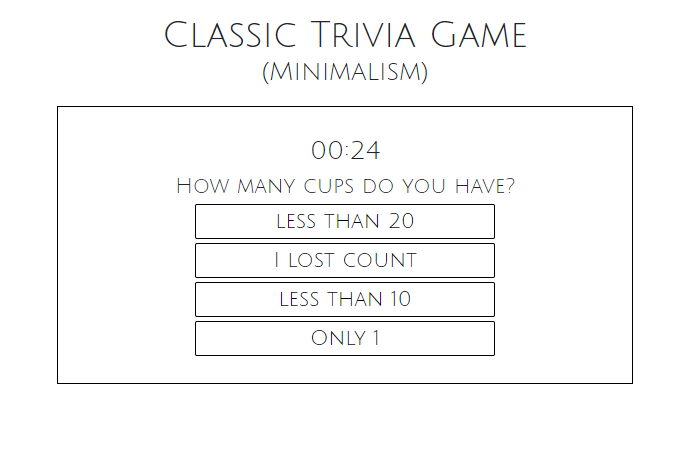 Classic Trivia Game
(Minimalism)
00:24
How many cups do you have?
less than 20
I lost count
less than 10
Only 1